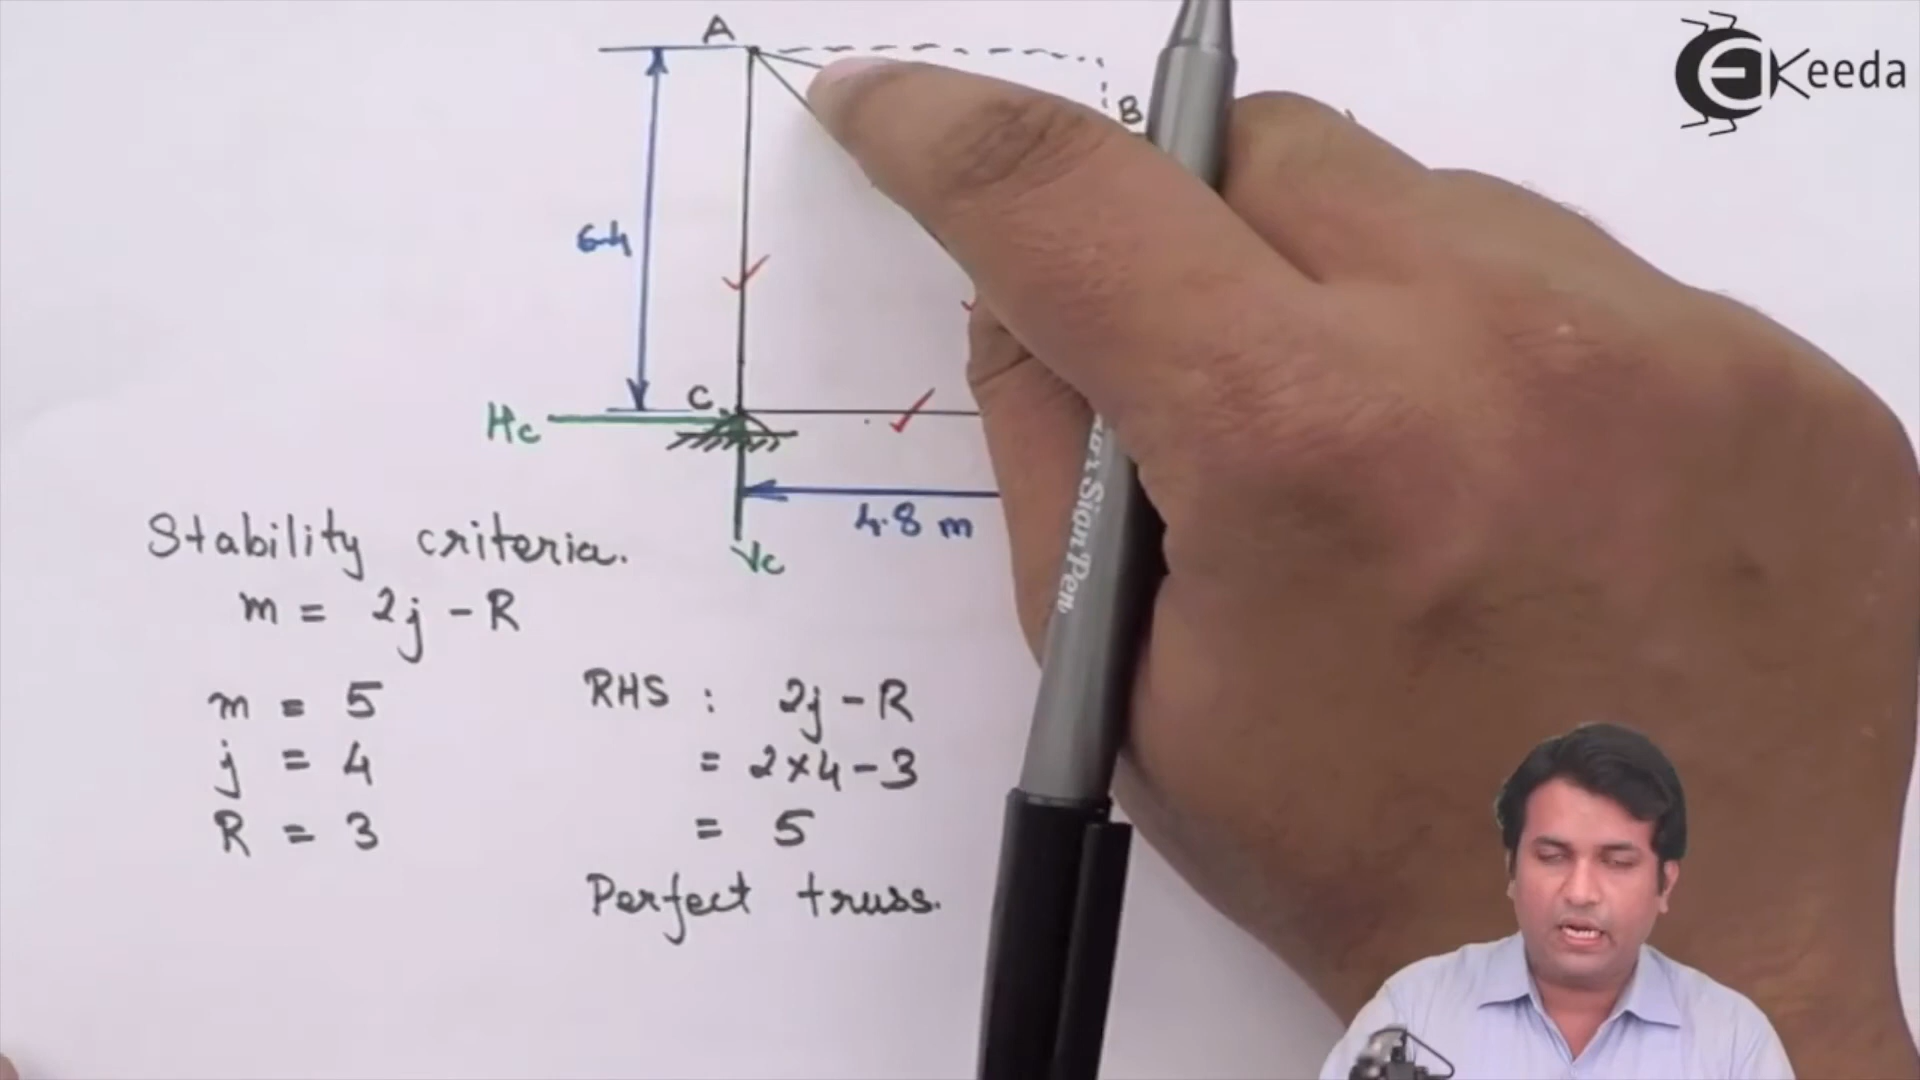 A
EKeeda
B
6.4
C
Hc
4.8 m
Vc
Sign Pen
Stability criteria.
m = 2j - R
m = 5
j = 4
R = 3
RHS : 2j - R
= 2×4-3
= 5
Perfect truss.